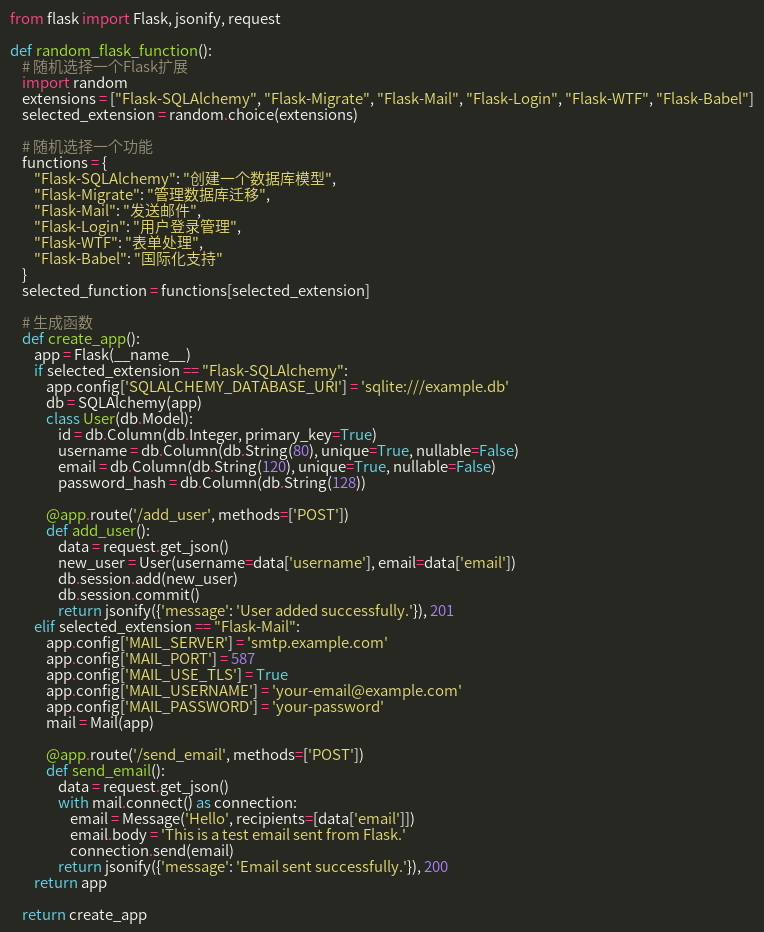 from flask import Flask, jsonify, request
def random_flask_function():
# 随机选择一个Flask扩展
import random
extensions = ["Flask-SQLAlchemy", "Flask-Migrate", "Flask-Mail", "Flask-Login", "Flask-WTF", "Flask-Babel"]
selected_extension = random.choice(extensions)
# 随机选择一个功能
functions = {
"Flask-SQLAlchemy": "创建一个数据库模型",
"Flask-Migrate": "管理数据库迁移",
"Flask-Mail": "发送邮件",
"Flask-Login": "用户登录管理",
"Flask-WTF": "表单处理",
"Flask-Babel": "国际化支持"
}
selected_function = functions[selected_extension]
# 生成函数
def create_app():
app = Flask(__name__)
if selected_extension == "Flask-SQLAlchemy":
app.config['SQLALCHEMY_DATABASE_URI'] = 'sqlite:///example.db'
db = SQLAlchemy(app)
class User(db.Model):
id = db.Column(db.Integer, primary_key=True)
username = db.Column(db.String(80), unique=True, nullable=False)
email = db.Column(db.String(120), unique=True, nullable=False)
password_hash = db.Column(db.String(128))
@app.route('/add_user', methods=['POST'])
def add_user():
data = request.get_json()
new_user = User(username=data['username'], email=data['email'])
db.session.add(new_user)
db.session.commit()
return jsonify({'message': 'User added successfully.'}), 201
elif selected_extension == "Flask-Mail":
app.config['MAIL_SERVER'] = 'smtp.example.com'
app.config['MAIL_PORT'] = 587
app.config['MAIL_USE_TLS'] = True
app.config['MAIL_USERNAME'] = 'your-email@example.com'
app.config['MAIL_PASSWORD'] = 'your-password'
mail = Mail(app)
@app.route('/send_email', methods=['POST'])
def send_email():
data = request.get_json()
with mail.connect() as connection:
email = Message('Hello', recipients=[data['email']])
email.body = 'This is a test email sent from Flask.'
connection.send(email)
return jsonify({'message': 'Email sent successfully.'}), 200
return app
return create_app